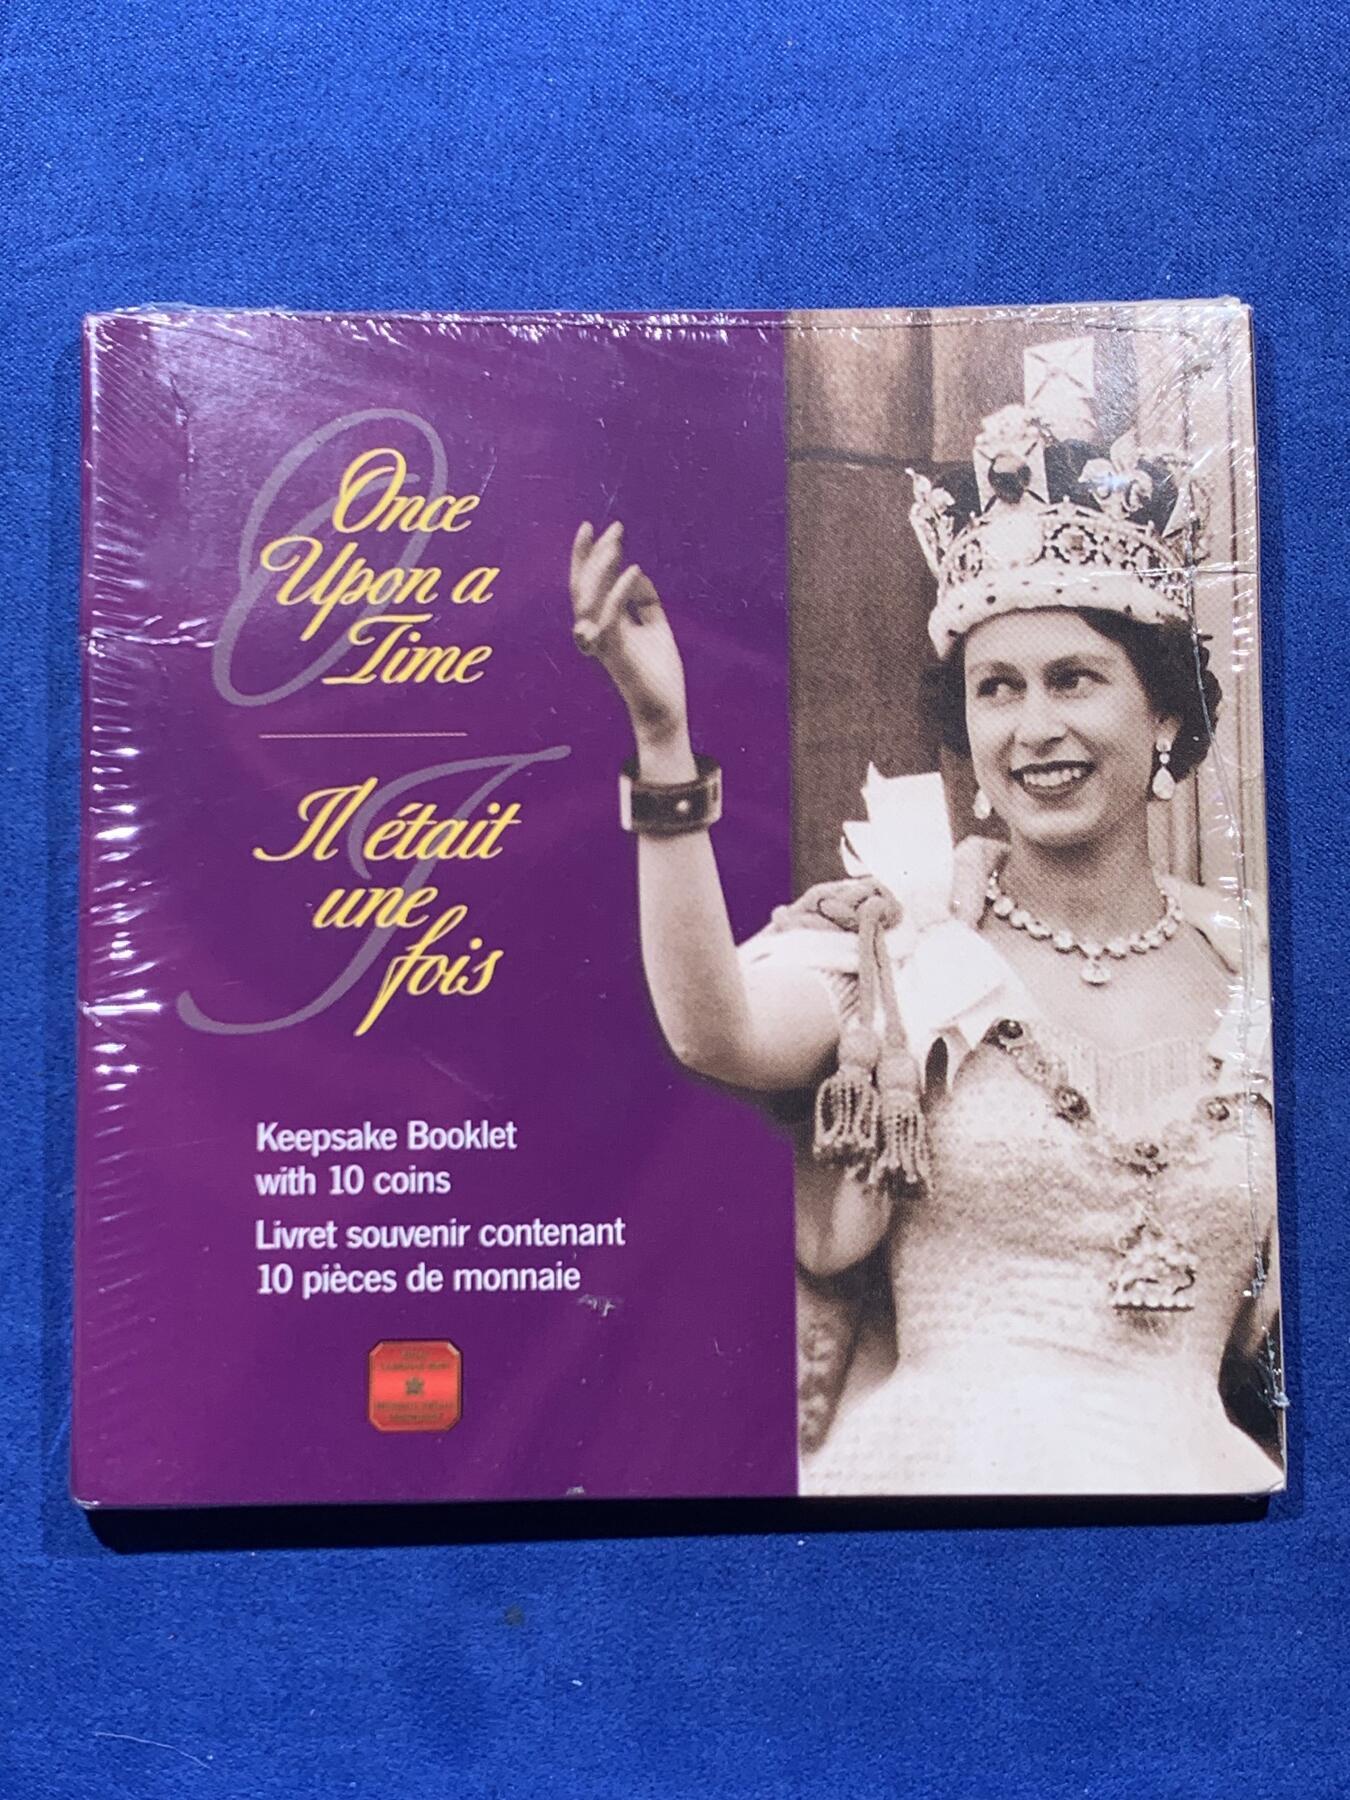 Once
Upon a
Time
Il était
une
fois
Keepsake Booklet
with 10 coins
Livret souvenir contenant
10 pièces de monnaie